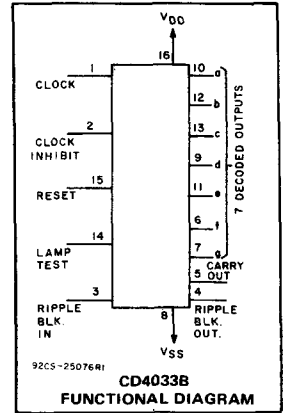 VDD
16
1
CLOCK
2
CLOCK
INHIBIT
15
RESET
14
LAMP
TEST
3
RIPPLE
BLK.
IN
10 a
12 b
13 c
9 d
11 e
6 f
7 g
7 DECODED OUTPUTS
CARRY
5 OUT
4
RIPPLE
BLK.
OUT.
8
VSS
92CS-25076R1
CD4033B
FUNCTIONAL DIAGRAM